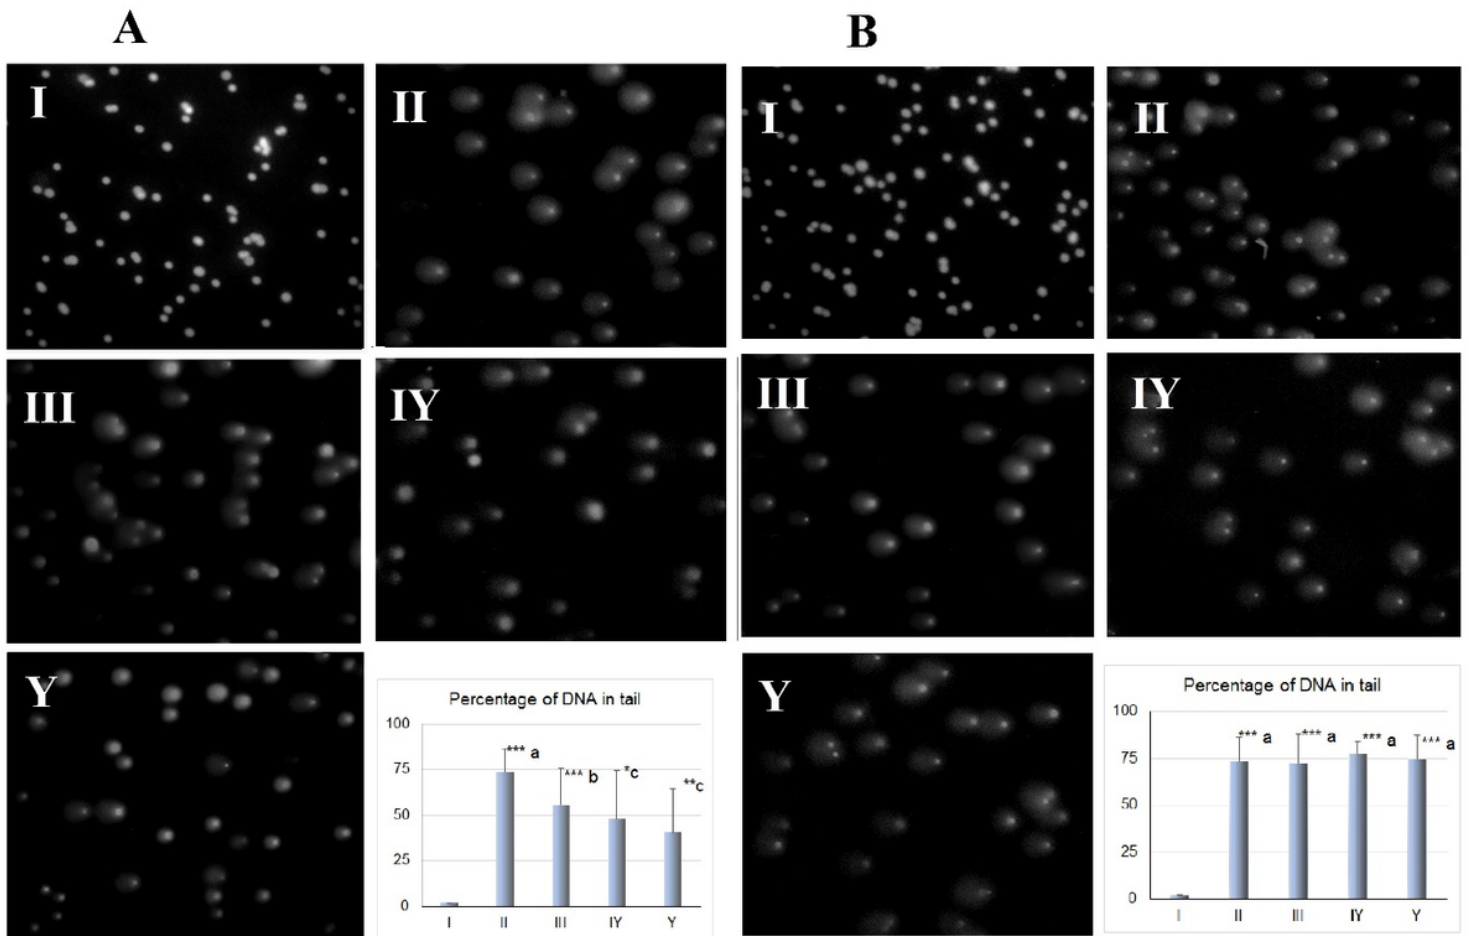 A
B
I
II
I
II
III
IY
III
IY
Y
Percentage of DNA in tail
100
75
50
25
0
*** a
*** b
*c
**c
I
II
III
IY
Y
Y
Percentage of DNA in tail
100
75
50
25
0
*** a
*** a
*** a
*** a
I
II
III
IY
Y